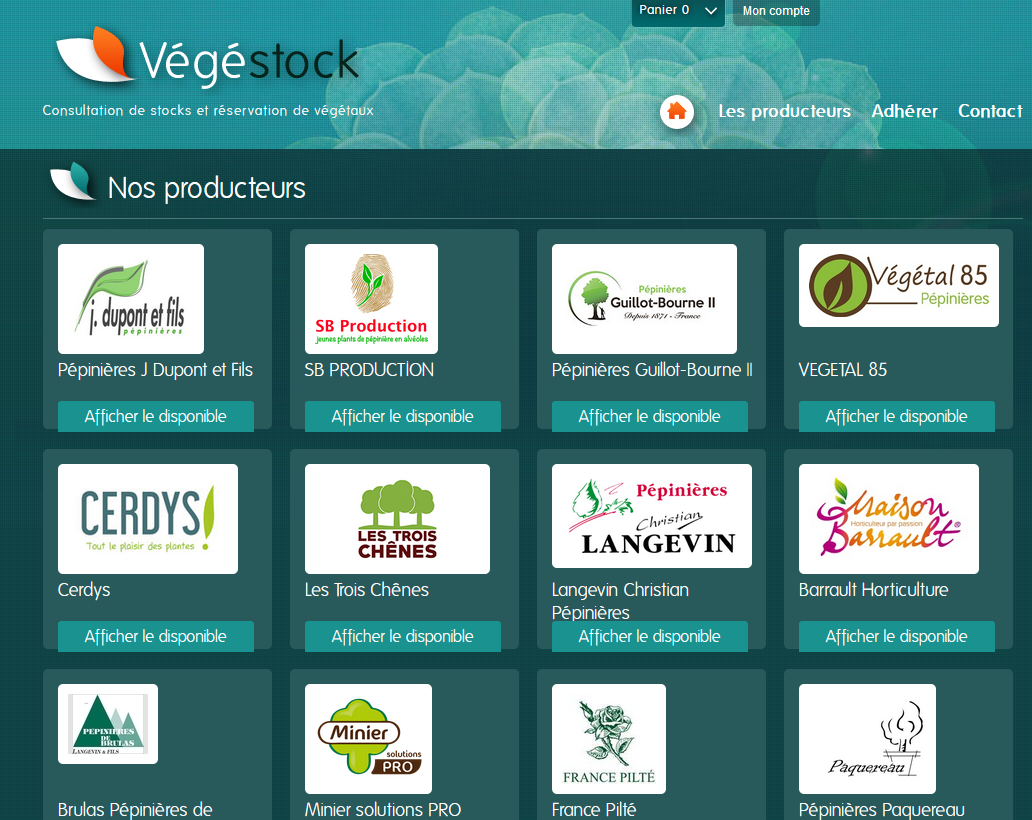 Panier 0
Mon compte
Végéstock
Consultation de stocks et réservation de végétaux
Les producteurs
Adhérer
Contact
Nos producteurs
j. dupont et fils
pépinières
SB Production
Jeunes plants de pépinière en alvéoles
Pépinières
Guillot-Bourne II
Depuis 1871 - France
Végétal 85
Pépinières
Pépinières J Dupont et Fils
SB PRODUCTION
Pépinières Guillot-Bourne II
VEGETAL 85
Afficher le disponible
Afficher le disponible
Afficher le disponible
Afficher le disponible
CERDYS
Tout le plaisir des plantes
LES TROIS
CHÊNES
Pépinières
Christian
LANGEVIN
Maison
Horticulteur par passion
Barrault®
Cerdys
Les Trois Chênes
Langevin Christian
Pépinières
Barrault Horticulture
Afficher le disponible
Afficher le disponible
Afficher le disponible
Afficher le disponible
PEPINIERES
DE
BRULAS
LANGEVIN & FILS
Minier
solutions
PRO
FRANCE PILTÉ
Paquereau
Brulas Pépinières de
Minier solutions PRO
France Pilté
Pépinières Paquereau